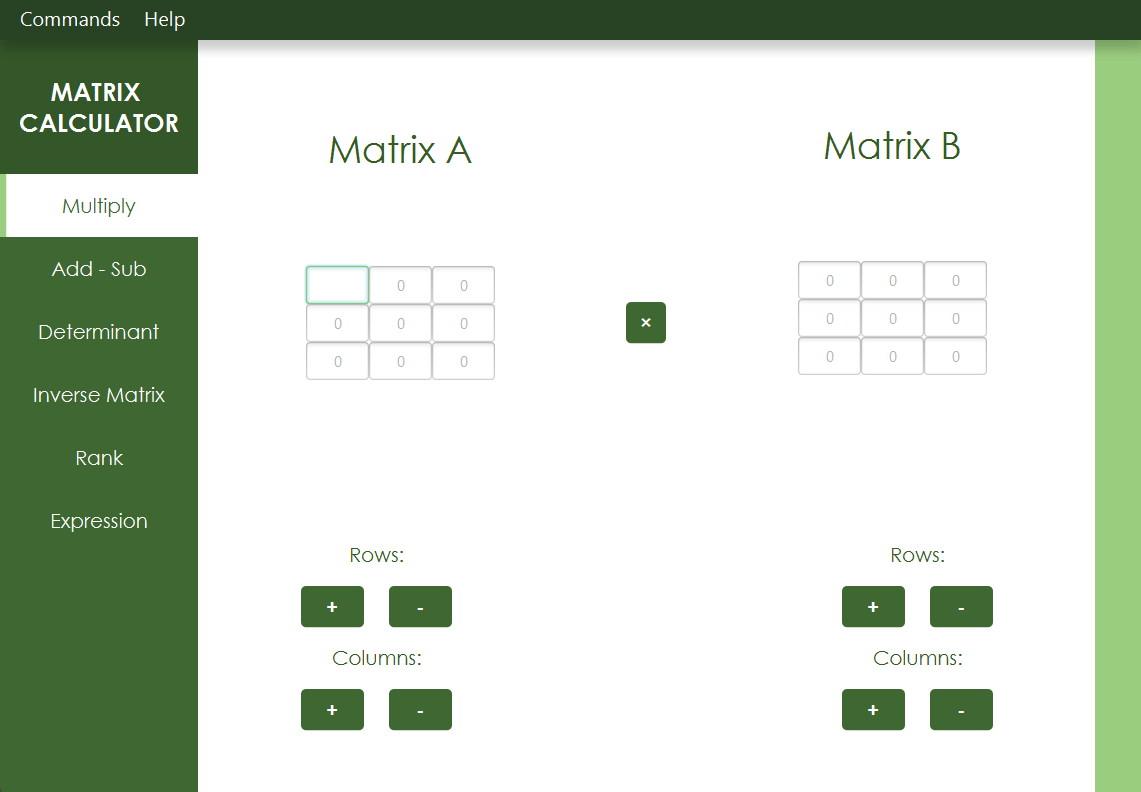 Commands Help
MATRIX
CALCULATOR
Multiply
Add - Sub
Determinant
Inverse Matrix
Rank
Expression
Matrix A
0 0
0 0 0
0 0 0
×
Matrix B
0 0 0
0 0 0
0 0 0
Rows:
+ -
Columns:
+ -
Rows:
+ -
Columns:
+ -